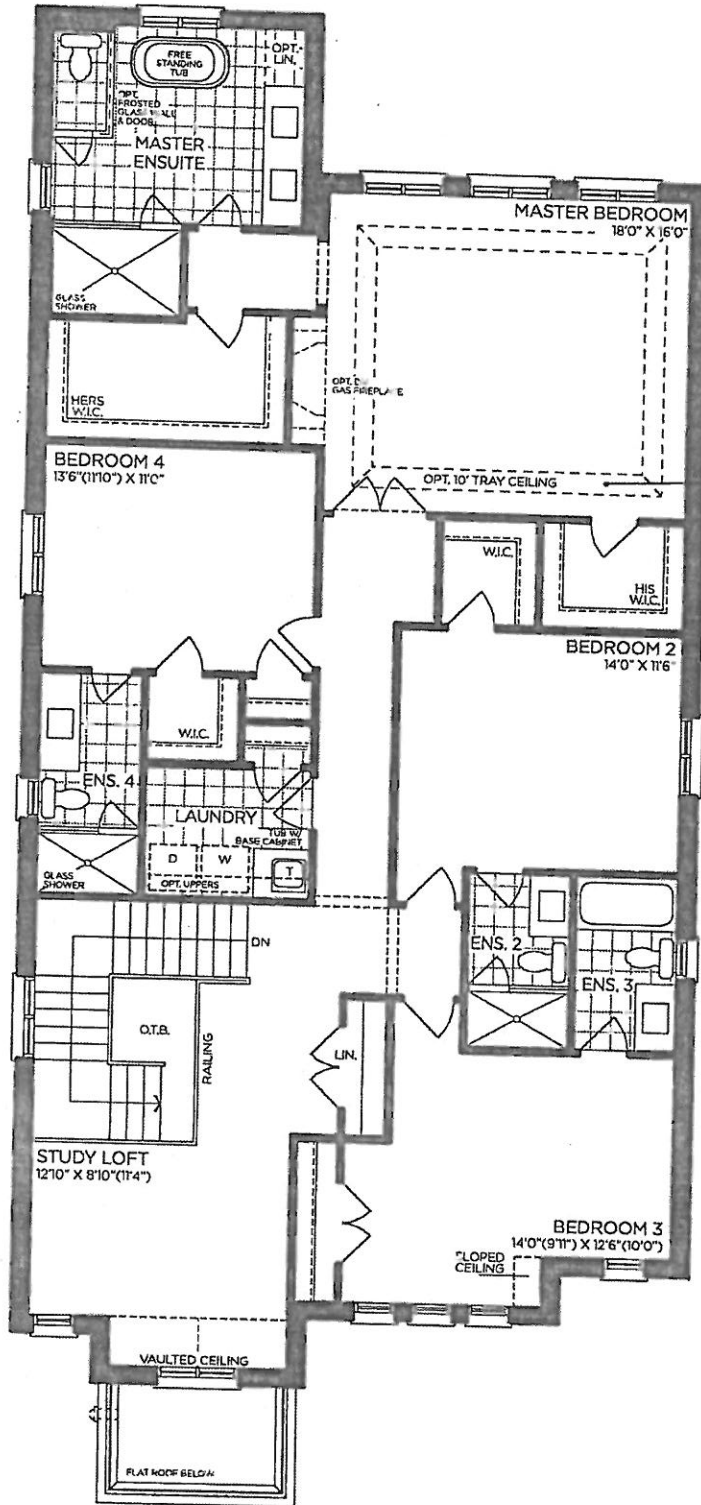 FREE
STANDING
TUB
OPT.
LIN.
OPT.
FROSTED
GLASS WALL
& DOOR
MASTER
ENSUITE
MASTER BEDROOM
18'0" X 16'0"
GLASS
SHOWER
HERS
W.I.C.
GAS FIREPLACE
BEDROOM 4
13'6"(11'10") X 11'0"
OPT. 10' TRAY CEILING
W.I.C.
HIS
W.I.C.
BEDROOM 2
14'0" X 11'6"
W.I.C.
ENS. 4
LAUNDRY
TUB W/
BASE CABINET
D
W
T
OPT. UPPERS
GLASS
SHOWER
DN
ENS. 2
ENS. 3
O.T.B.
RAILING
LIN.
STUDY LOFT
12'10" X 8'10"(11'4")
BEDROOM 3
14'0"(9'11") X 12'6"(10'0")
SLOPED
CEILING
VAULTED CEILING
FLAT ROOF BELOW